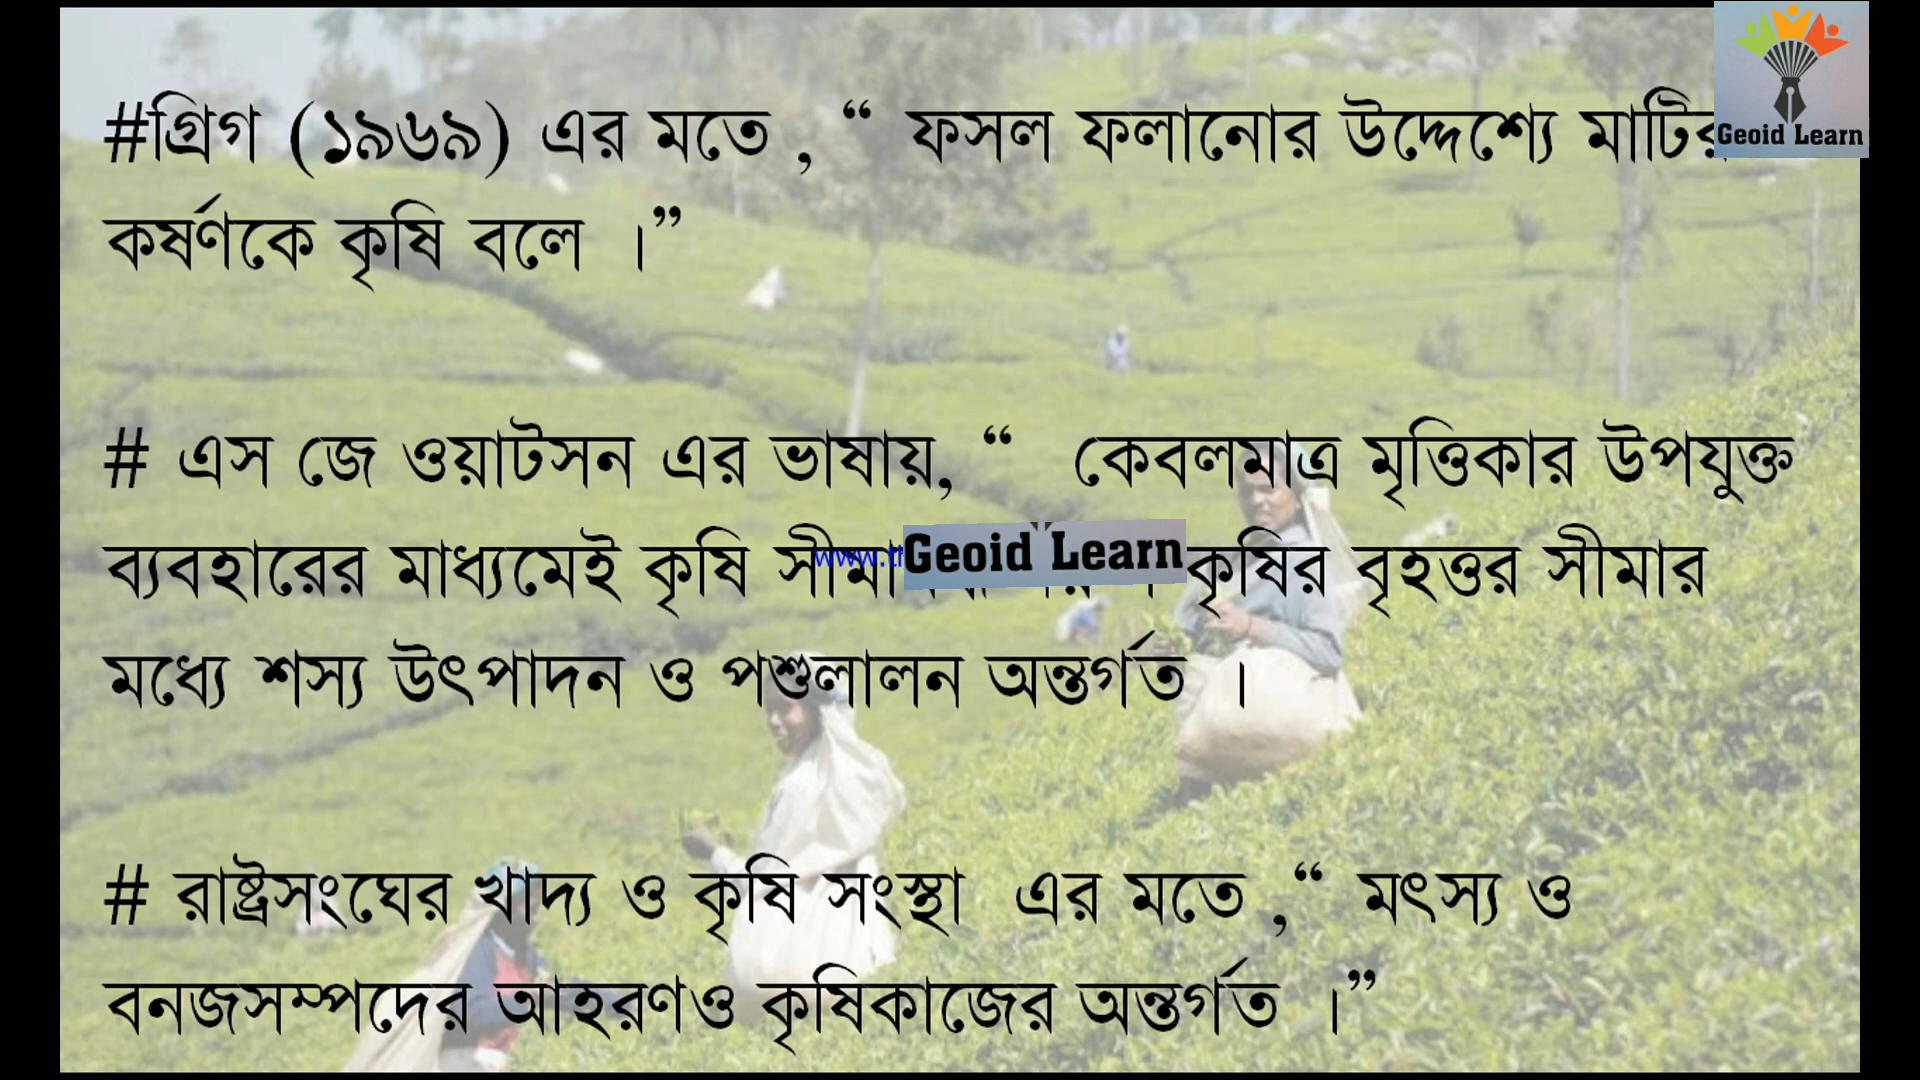 #গ্রিগ (১৯৬৯) এর মতে , “ ফসল ফলানোর উদ্দেশ্যে মাটির
Geoid Learn
কর্ষণকে কৃষি বলে ।”
# এস জে ওয়াটসন এর ভাষায়, “ কেবলমাত্র মৃত্তিকার উপযুক্ত
ব্যবহারের মাধ্যমেই কৃষি Geoid Learn কৃষির বৃহত্তর সীমার
মধ্যে শস্য উৎপাদন ও পশুলালন অন্তর্গত ।
# রাষ্ট্রসংঘের খাদ্য ও কৃষি সংস্থা এর মতে ,“ মৎস্য ও
বনজসম্পদের আহরণও কৃষিকাজের অন্তর্গত ।”